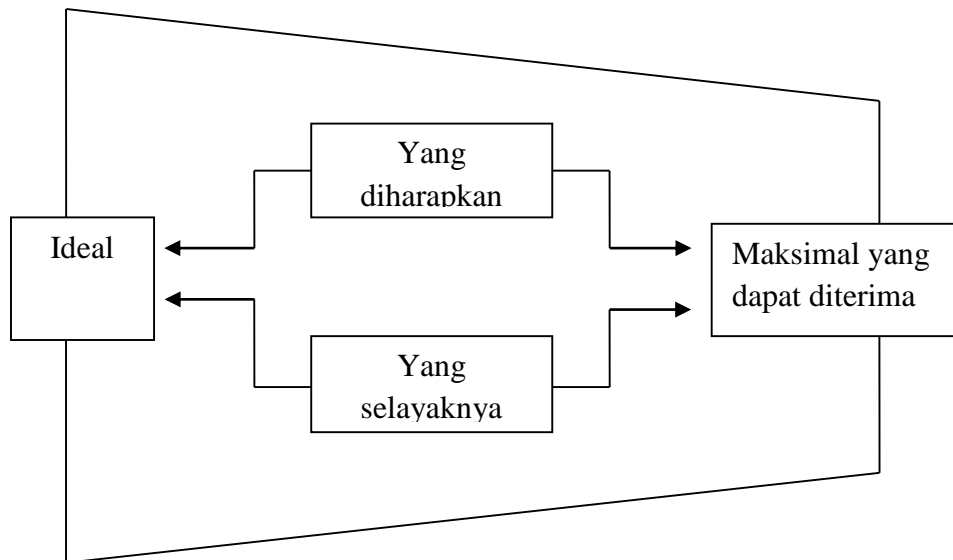 Yang
diharapkan
Ideal
Maksimal yang
dapat diterima
Yang
selayaknya